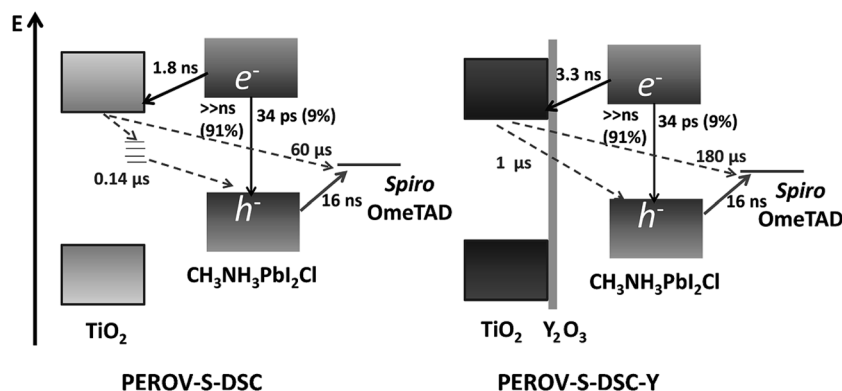 E
1.8 ns
e-
>>ns
(91%)
34 ps (9%)
60 μs
0.14 μs
h-
16 ns
Spiro
OmeTAD
CH3NH3PbI2Cl
TiO2
PEROV-S-DSC
3.3 ns
e-
>>ns
(91%)
34 ps (9%)
1 μs
180 μs
h-
16 ns
Spiro
OmeTAD
CH3NH3PbI2Cl
TiO2 Y2O3
PEROV-S-DSC-Y